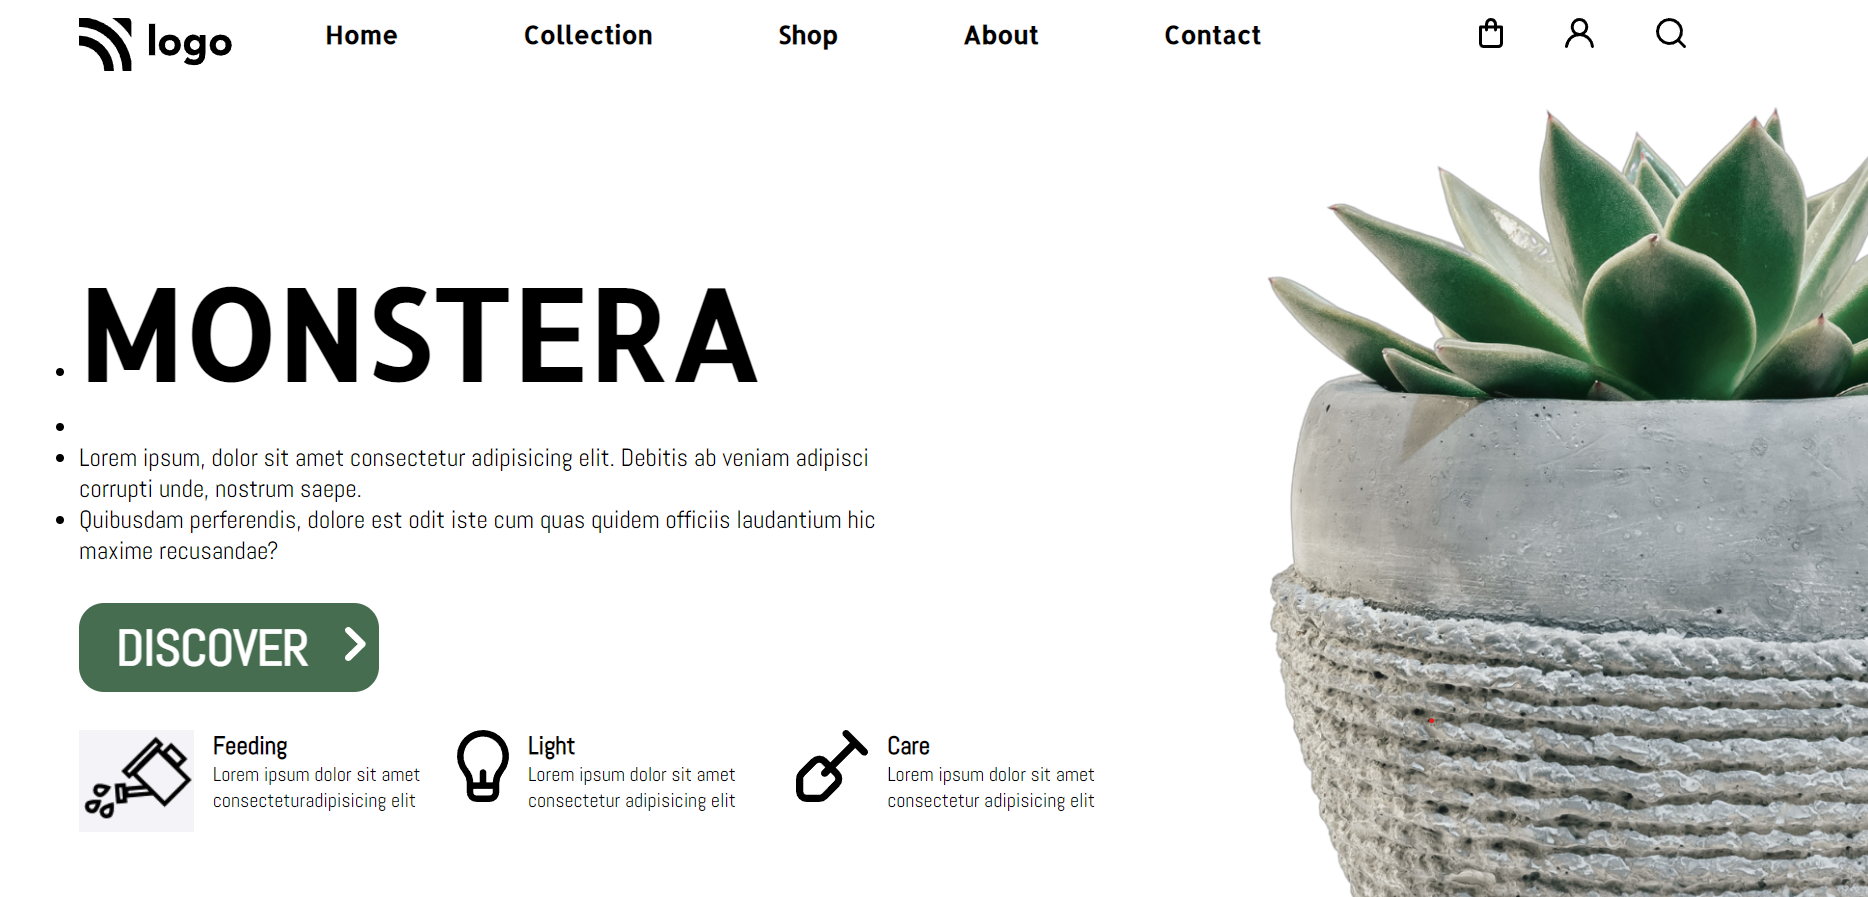 logo
Home Collection Shop About Contact
MONSTERA
Lorem ipsum, dolor sit amet consectetur adipisicing elit. Debitis ab veniam adipisci
corrupti unde, nostrum saepe.
Quibusdam perferendis, dolore est odit iste cum quas quidem officiis laudantium hic
maxime recusandae?
DISCOVER
Feeding
Lorem ipsum dolor sit amet
consecteturadipisicing elit
Light
Lorem ipsum dolor sit amet
consectetur adipisicing elit
Care
Lorem ipsum dolor sit amet
consectetur adipisicing elit